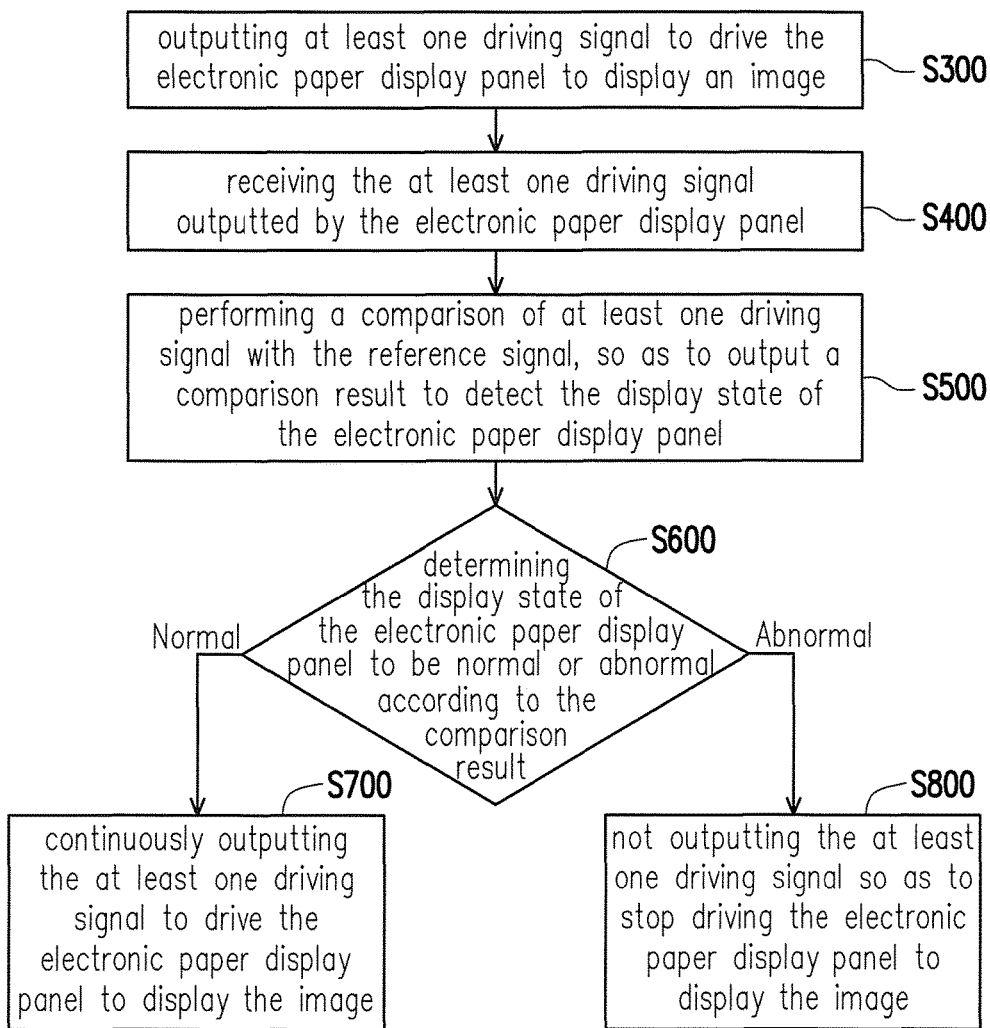 outputting at least one driving signal to drive the
electronic paper display panel to display an image
S300
receiving the at least one driving signal
outputted by the electronic paper display panel
S400
performing a comparison of at least one driving
signal with the reference signal, so as to output a
comparison result to detect the display state of
the electronic paper display panel
S500
S600
determining
the display state of
the electronic paper display
panel to be normal or abnormal
according to the
comparison
result
Normal
Abnormal
S700
continuously outputting
the at least one driving
signal to drive the
electronic paper display
panel to display the image
S800
not outputting the at least
one driving signal so as to
stop driving the electronic
paper display panel to
display the image